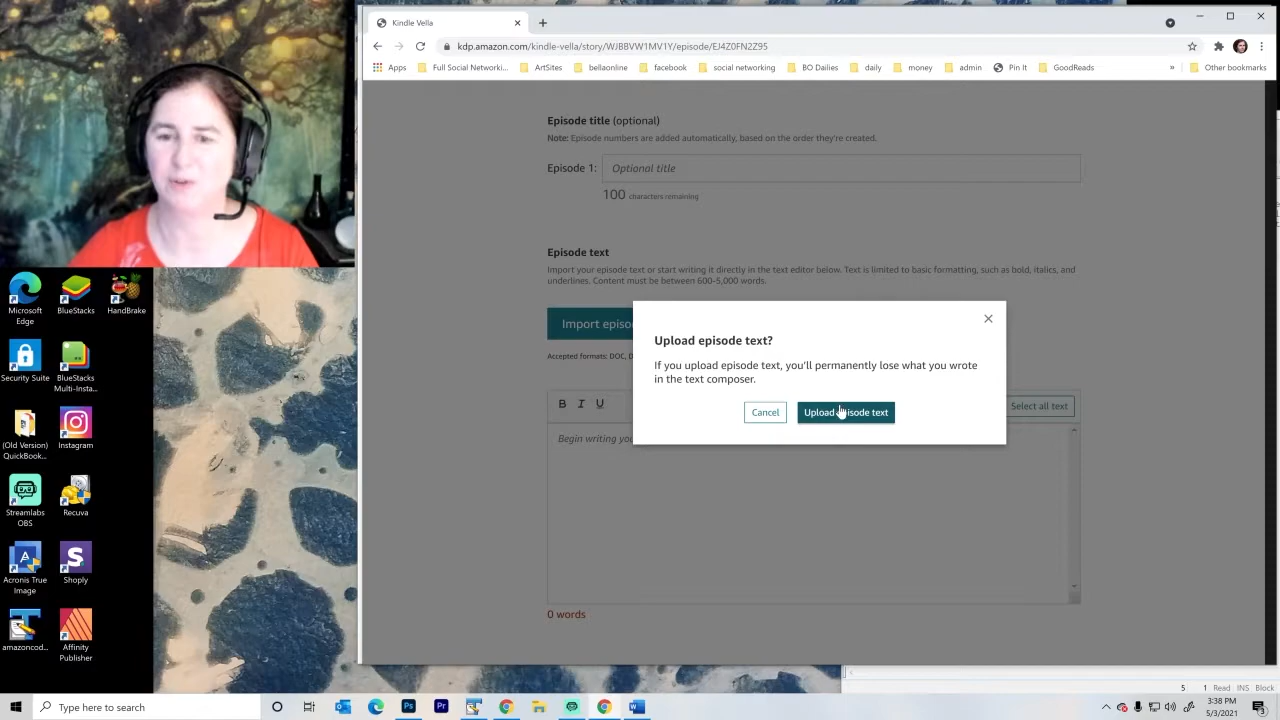 Kindle Vella
kdp.amazon.com/kindle-vella/story/WJBBVW1MV1Y/episode/EJ4Z0FN2Z95
Apps
Full Social Networki...
ArtSites
bellaonline
facebook
social networking
BO Dailies
daily
money
admin
Pin It
GoodReads
»
Other bookmarks
Episode title (optional)
Note: Episode numbers are added automatically, based on the order they're created.
Episode 1:
Optional title
100 characters remaining
Episode text
Import your episode text or start writing it directly in the text editor below. Text is limited to basic formatting, such as bold, italics, and
underlines. Content must be between 600-5,000 words.
Import episo
Accepted formats: DOC, D
Upload episode text?
If you upload episode text, you'll permanently lose what you wrote
in the text composer.
Cancel
Upload episode text
B I U
Select all text
Begin writing you
0 words
Microsoft
Edge
BlueStacks
HandBrake
Security Suite
BlueStacks
Multi-Insta...
(Old Version)
QuickBook...
Instagram
Streamlabs
OBS
Recuva
Acronis True
Image
Shoply
amazoncod...
Affinity
Publisher
1 Read INS Block
Type here to search
3:38 PM
5/3/2021